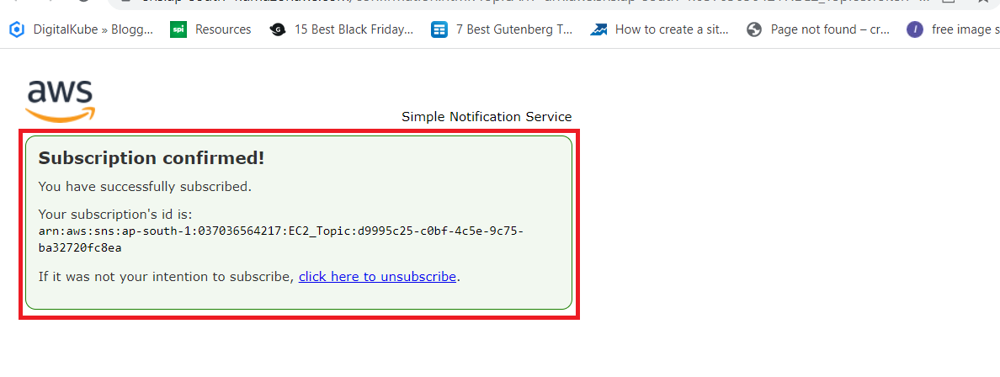 DigitalKube » Blogg... Resources 15 Best Black Friday... 7 Best Gutenberg T... How to create a sit... Page not found – cr... free image s
aws
Simple Notification Service
Subscription confirmed!
You have successfully subscribed.
Your subscription's id is:
arn:aws:sns:ap-south-1:037036564217:EC2_Topic:d9995c25-c0bf-4c5e-9c75-
ba32720fc8ea
If it was not your intention to subscribe, click here to unsubscribe.